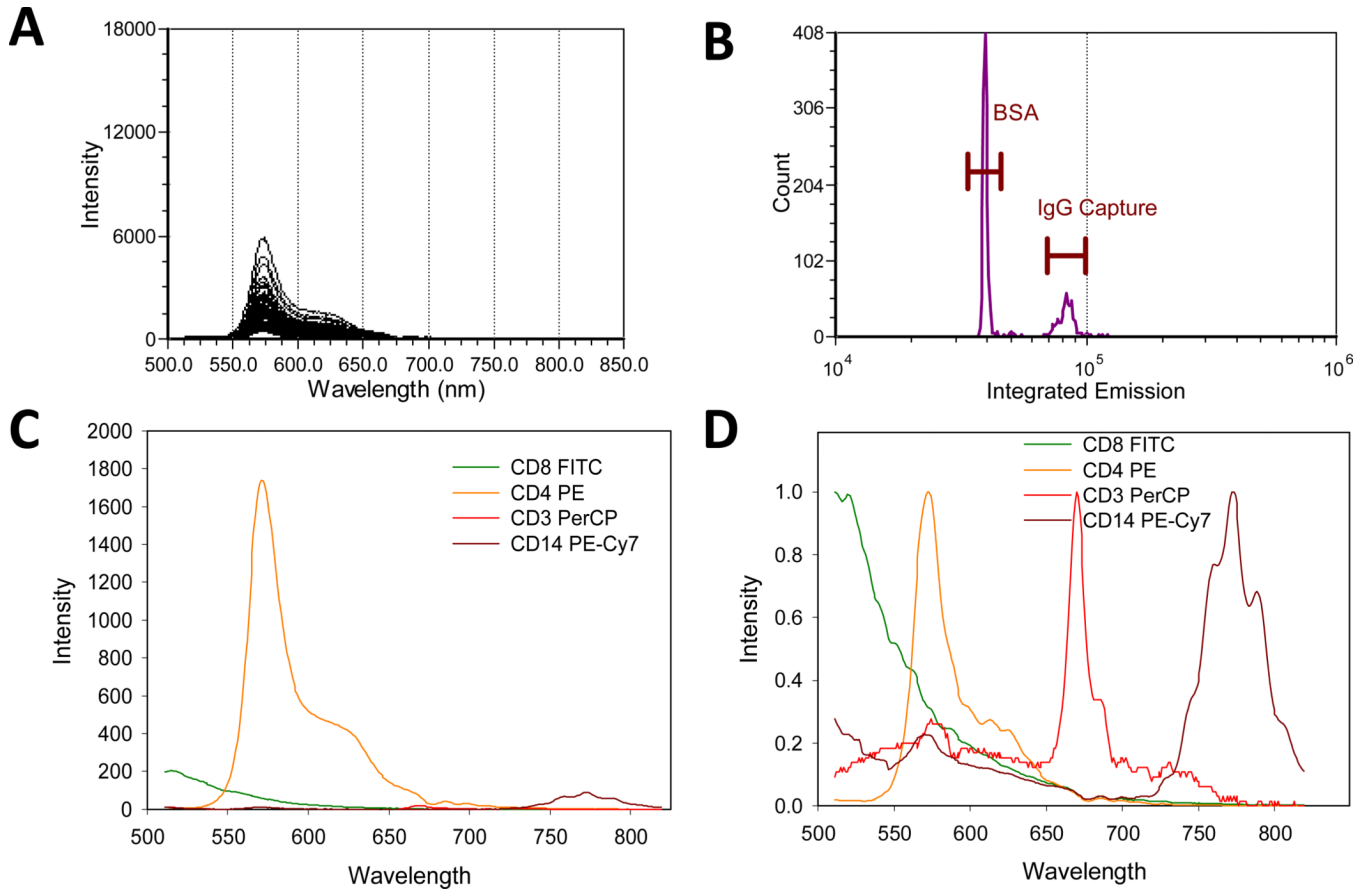 A
18000
12000
6000
0
Intensity
500.0 550.0 600.0 650.0 700.0 750.0 800.0 850.0
Wavelength (nm)
B
408
306
204
102
0
Count
BSA
IgG Capture
10^4 10^5 10^6
Integrated Emission
C
2000
1800
1600
1400
1200
1000
800
600
400
200
0
Intensity
CD8 FITC
CD4 PE
CD3 PerCP
CD14 PE-Cy7
500 550 600 650 700 750 800
Wavelength
D
1.0
0.8
0.6
0.4
0.2
0.0
Intensity
CD8 FITC
CD4 PE
CD3 PerCP
CD14 PE-Cy7
500 550 600 650 700 750 800
Wavelength